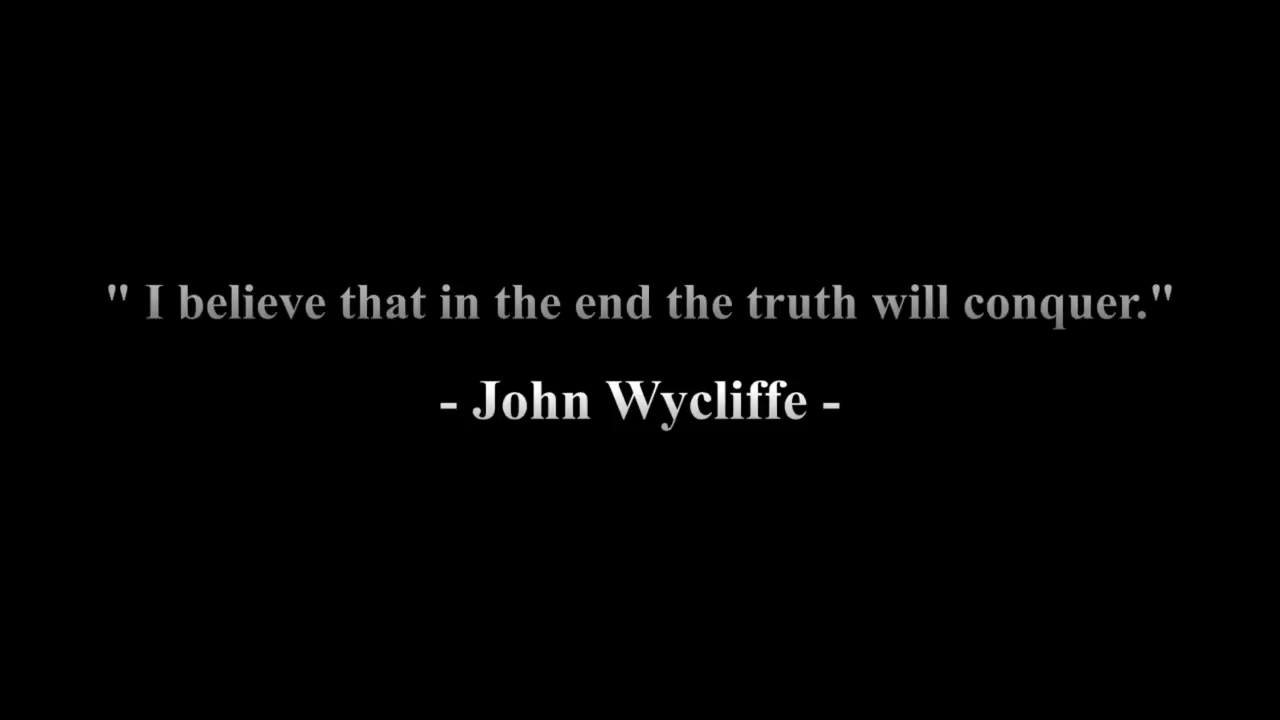 " I believe that in the end the truth will conquer."
- John Wycliffe -